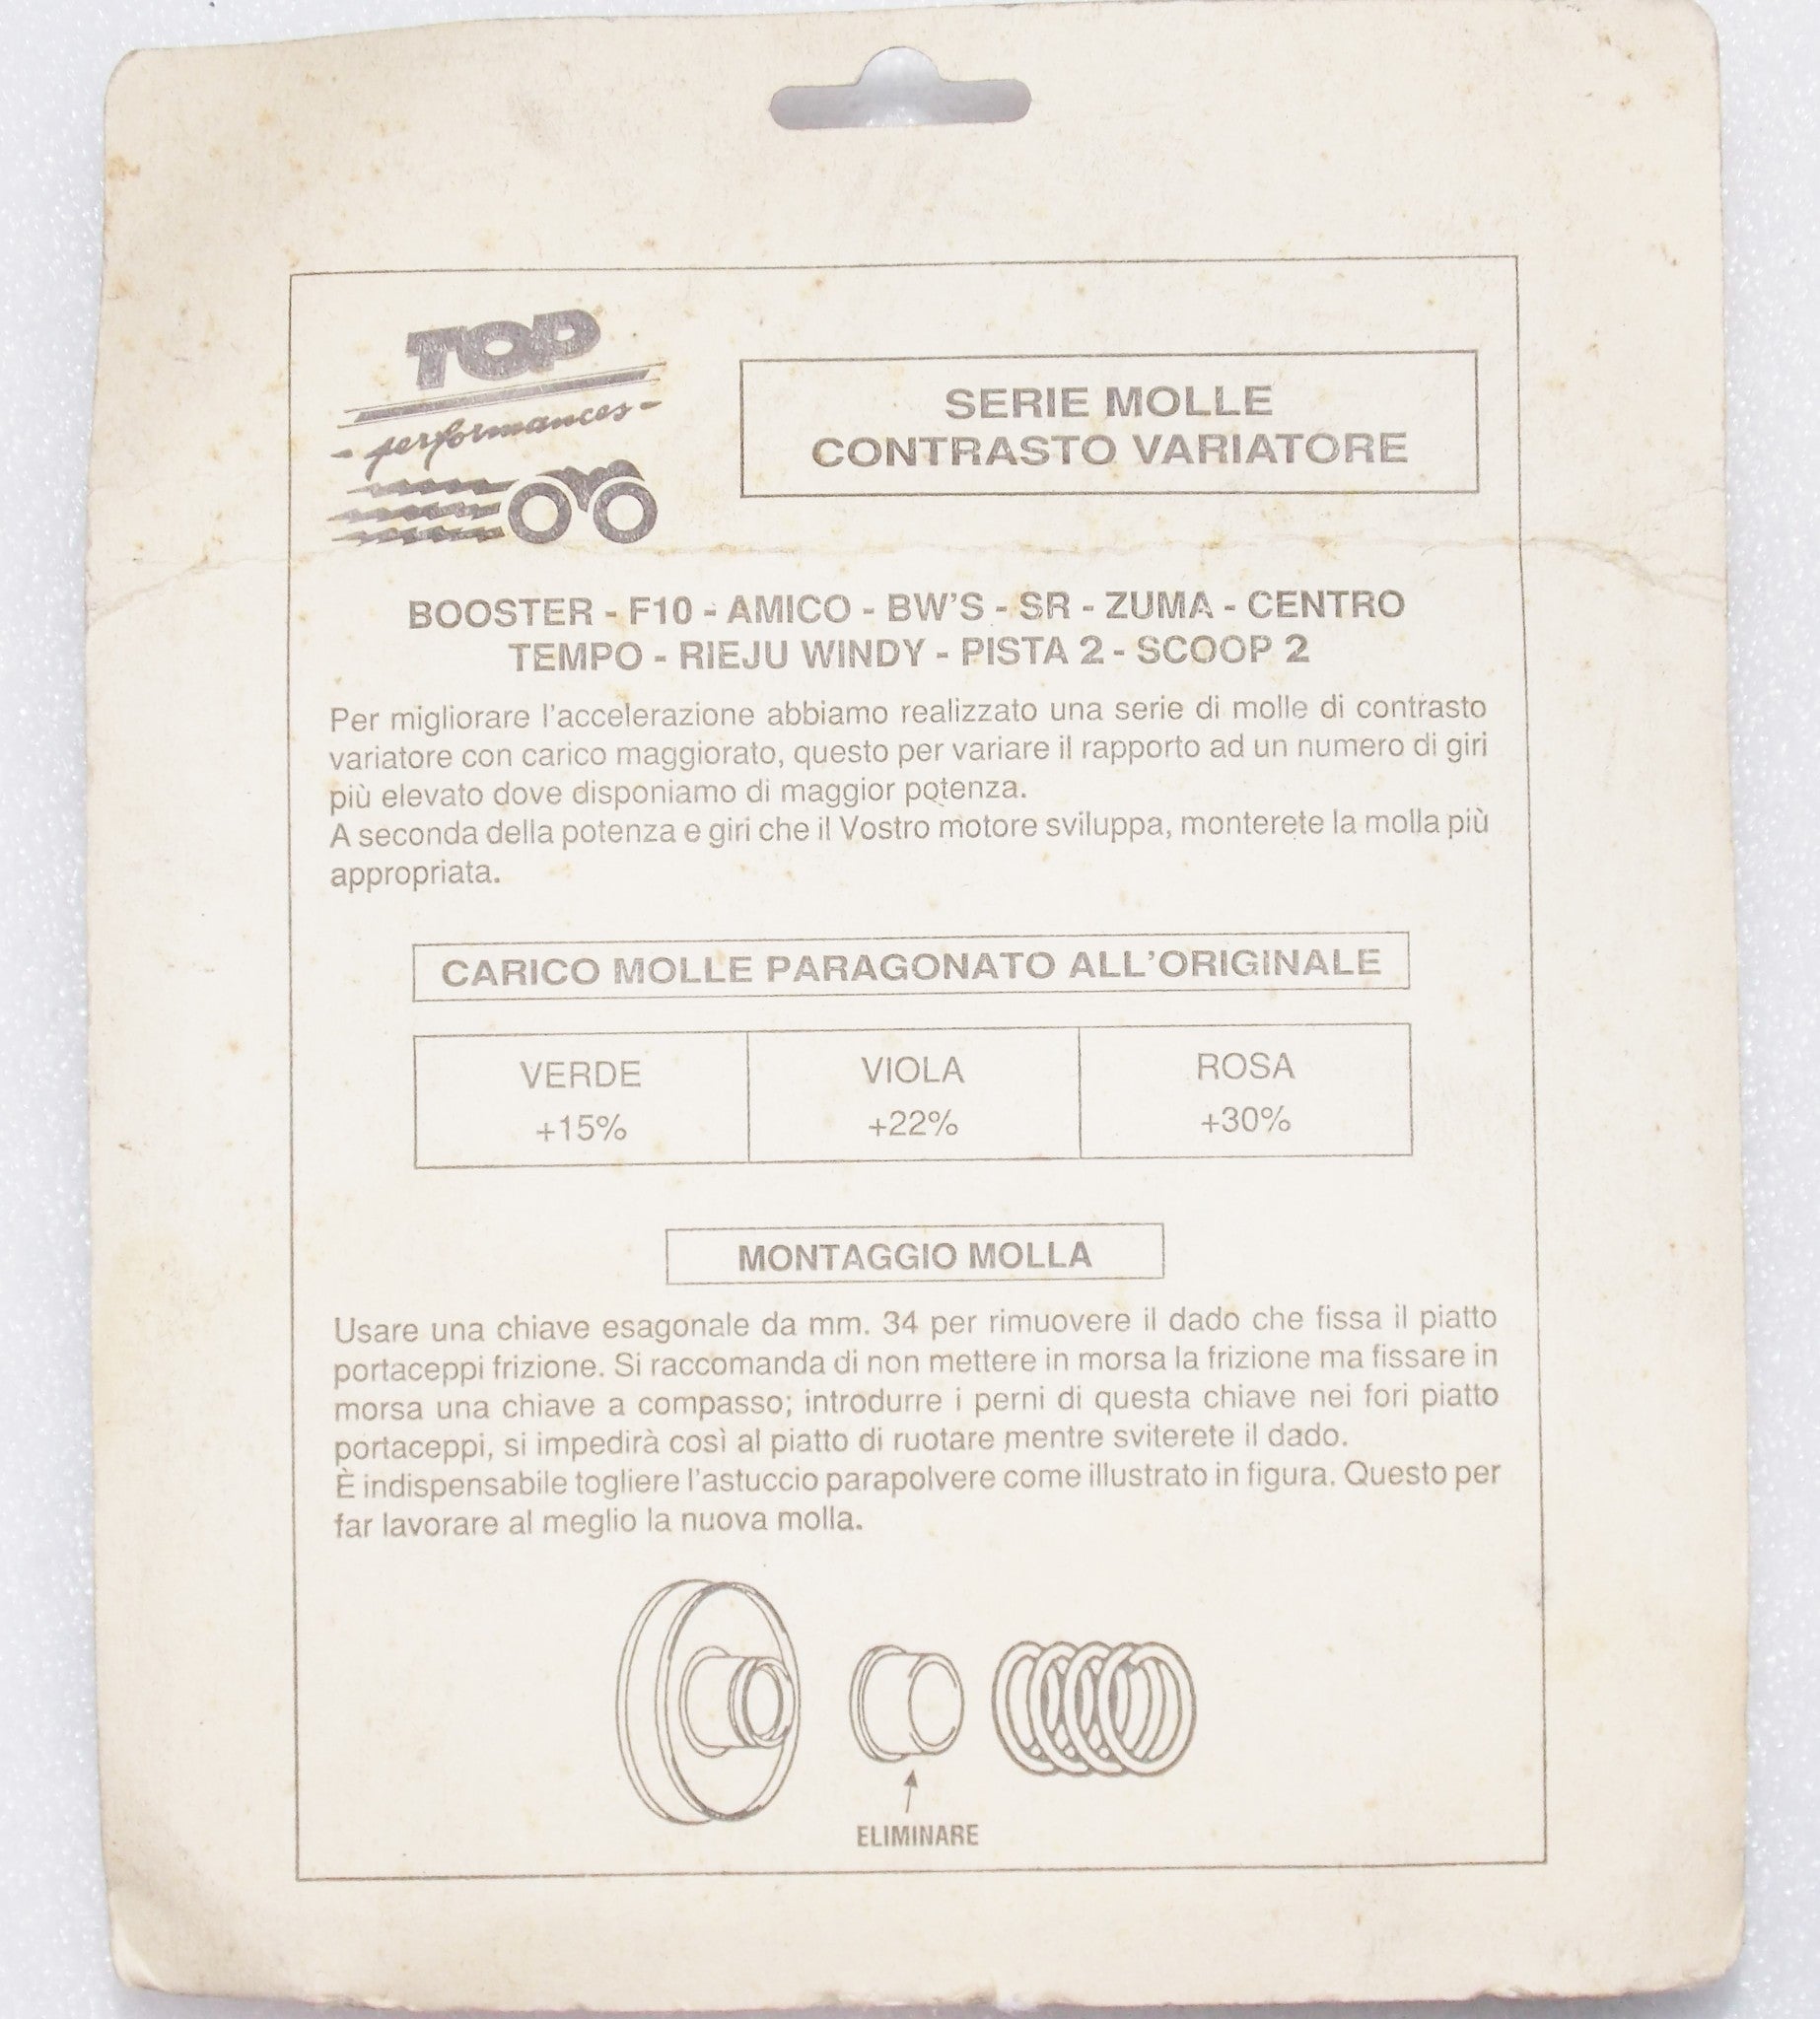 TOP
- performances -
SERIE MOLLE
CONTRASTO VARIATORE
BOOSTER - F10 - AMICO - BW'S - SR - ZUMA - CENTRO
TEMPO - RIEJU WINDY - PISTA 2 - SCOOP 2
Per migliorare l'accelerazione abbiamo realizzato una serie di molle di contrasto
variatore con carico maggiorato, questo per variare il rapporto ad un numero di giri
più elevato dove disponiamo di maggior potenza.
A seconda della potenza e giri che il Vostro motore sviluppa, monterete la molla più
appropriata.
CARICO MOLLE PARAGONATO ALL'ORIGINALE
VERDE VIOLA ROSA
+15% +22% +30%
MONTAGGIO MOLLA
Usare una chiave esagonale da mm. 34 per rimuovere il dado che fissa il piatto
portaceppi frizione. Si raccomanda di non mettere in morsa la frizione ma fissare in
morsa una chiave a compasso; introdurre i perni di questa chiave nei fori piatto
portaceppi, si impedirà così al piatto di ruotare mentre sviterete il dado.
È indispensabile togliere l'astuccio parapolvere come illustrato in figura. Questo per
far lavorare al meglio la nuova molla.
ELIMINARE